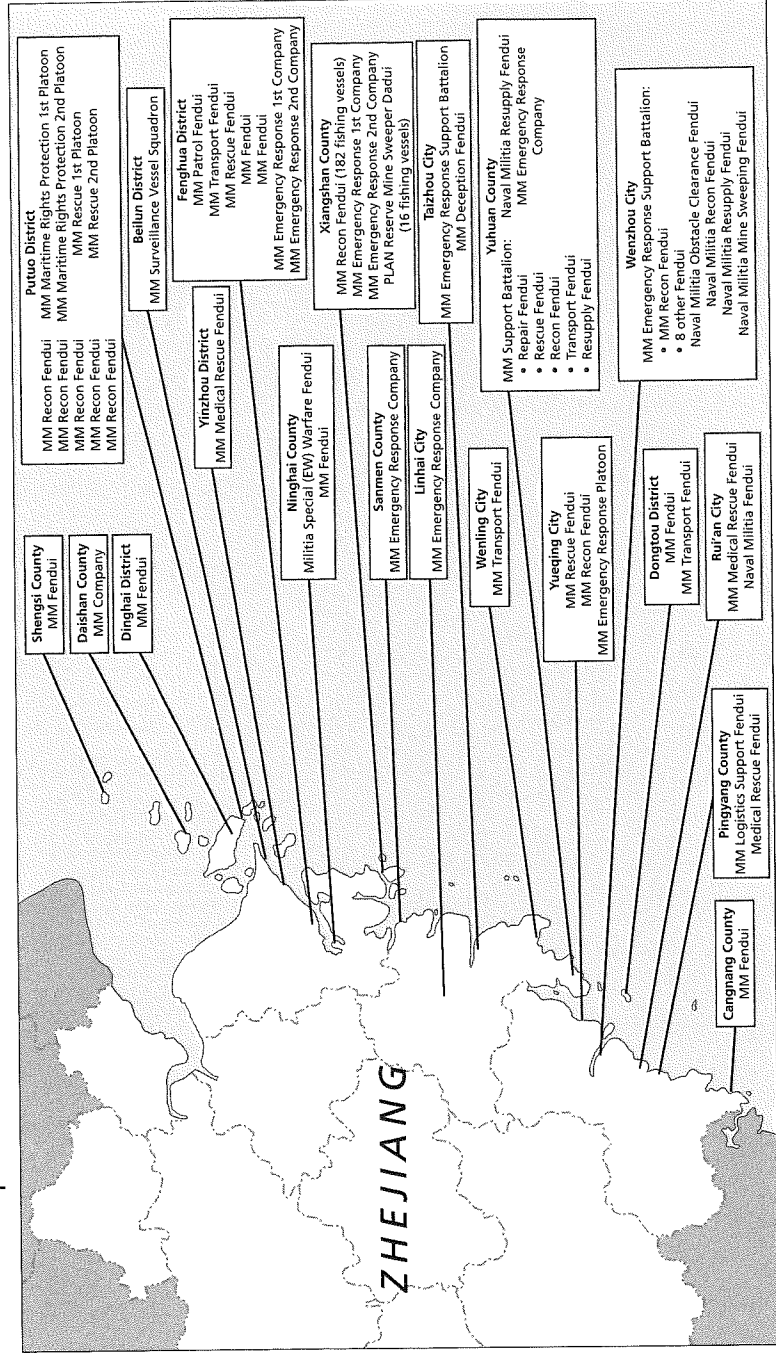 Shengsi County
MM Fendui
Daishan County
MM Company
Dinghai District
MM Fendui
Putuo District
MM Recon Fendui MM Maritime Rights Protection 1st Platoon
MM Recon Fendui MM Maritime Rights Protection 2nd Platoon
MM Recon Fendui MM Rescue 1st Platoon
MM Recon Fendui MM Rescue 2nd Platoon
MM Recon Fendui
Beilun District
MM Surveillance Vessel Squadron
Yinzhou District
MM Medical Rescue Fendui
Fenghua District
MM Patrol Fendui
MM Transport Fendui
MM Rescue Fendui
MM Fendui
MM Fendui
MM Emergency Response 1st Company
MM Emergency Response 2nd Company
Ninghai County
Militia Special (EW) Warfare Fendui
MM Fendui
Xiangshan County
MM Recon Fendui (182 fishing vessels)
MM Emergency Response 1st Company
MM Emergency Response 2nd Company
PLAN Reserve Mine Sweeper Dadui
(16 fishing vessels)
Sanmen County
MM Emergency Response Company
Linhai City
MM Emergency Response Company
Taizhou City
MM Emergency Response Support Battalion
MM Deception Fendui
Wenling City
MM Transport Fendui
Yuhuan County
MM Support Battalion: Naval Militia Resupply Fendui
• Repair Fendui MM Emergency Response
• Rescue Fendui Company
• Recon Fendui
• Transport Fendui
• Resupply Fendui
Yueqing City
MM Rescue Fendui
MM Recon Fendui
MM Emergency Response Platoon
Wenzhou City
MM Emergency Response Support Battalion:
• MM Recon Fendui
• 8 other Fendui
Naval Militia Obstacle Clearance Fendui
Naval Militia Recon Fendui
Naval Militia Resupply Fendui
Naval Militia Mine Sweeping Fendui
Dongtou District
MM Fendui
MM Transport Fendui
Rui'an City
MM Medical Rescue Fendui
Naval Militia Fendui
Pingyang County
MM Logistics Support Fendui
Medical Rescue Fendui
Cangnang County
MM Fendui
ZHEJIANG